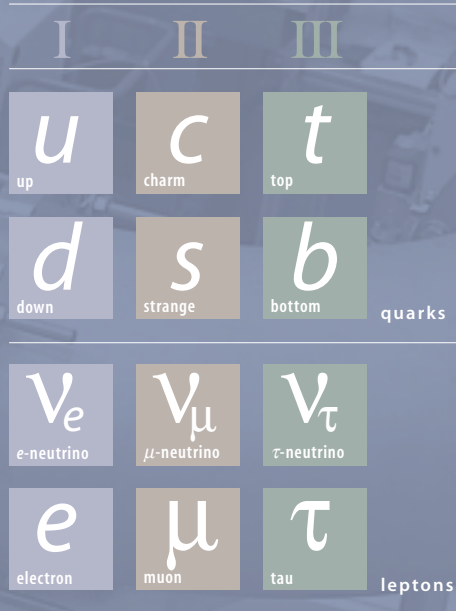 I II III
u c t
up charm top
d s b
down strange bottom
quarks
νe νμ ντ
e-neutrino μ-neutrino τ-neutrino
e μ τ
electron muon tau
leptons